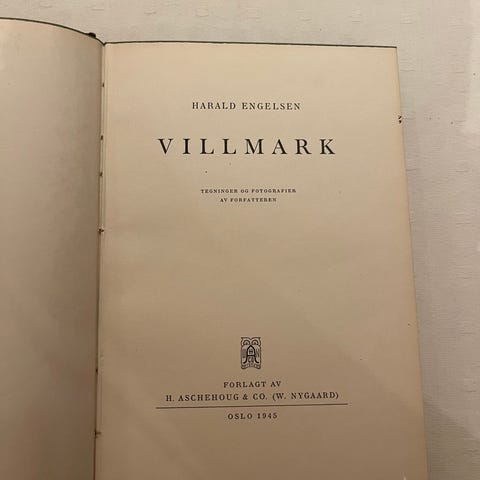 HARALD ENGELSEN
VILLMARK
TEGNINGER OG FOTOGRAFIER
AV FORFATTEREN
FORLAGT AV
H. ASCHEHOUG & CO. (W. NYGAARD)
OSLO 1945